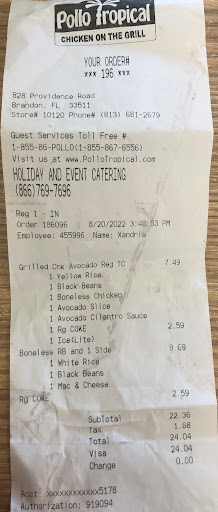 Pollo Tropical
CHICKEN ON THE GRILL
YOUR ORDER#
*** 196 ***
828 Providence Road
Brandon, FL 33511
Store# 10120 Phone# (813) 681-2679
Guest Services Toll Free #
1-855-86-POLLO(1-855-867-6556)
Visit us at www.PolloTropical.com
HOLIDAY AND EVENT CATERING
(866)769-7696
Reg 1 - IN
Order 186096 8/20/2022 3:48:53 PM
Employee: 455996 Name: Xandria
Grilled Chk Avocado Reg TC 7.49
1 Yellow Rice
1 Black Beans
1 Boneless Chicken
1 Avocado Slice
1 Avocado Cilantro Sauce
1 Rg COKE 2.59
1 Ice(Lite)
Boneless RB and 1 Side 9.69
1 White Rice
1 Black Beans
1 Mac & Cheese
Rg COKE 2.59
SubTotal 22.36
Tax 1.68
Total 24.04
Visa 24.04
Change 0.00
Acct: xxxxxxxxxxxx5178
Authorization: 919094